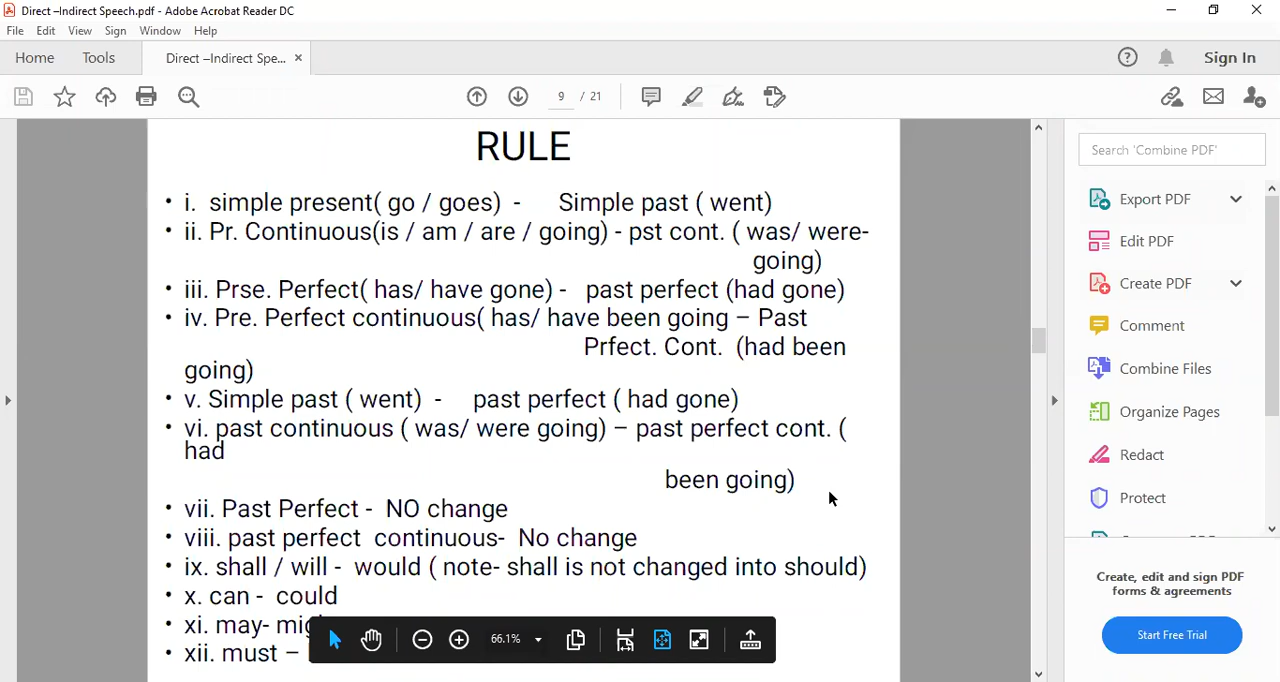 Direct –Indirect Speech.pdf - Adobe Acrobat Reader DC
File Edit View Sign Window Help
Home Tools Direct –Indirect Spe... × Sign In
9 / 21
RULE
• i. simple present( go / goes) - Simple past ( went)
• ii. Pr. Continuous(is / am / are / going) - pst cont. ( was/ were-
going)
• iii. Prse. Perfect( has/ have gone) - past perfect (had gone)
• iv. Pre. Perfect continuous( has/ have been going – Past
Prfect. Cont. (had been
going)
• v. Simple past ( went) - past perfect ( had gone)
• vi. past continuous ( was/ were going) – past perfect cont. (
had
been going)
• vii. Past Perfect - NO change
• viii. past perfect continuous- No change
• ix. shall / will - would ( note- shall is not changed into should)
• x. can - could
• xi. may-
• xii. must –
66.1%
Search 'Combine PDF'
Export PDF
Edit PDF
Create PDF
Comment
Combine Files
Organize Pages
Redact
Protect
Create, edit and sign PDF
forms & agreements
Start Free Trial